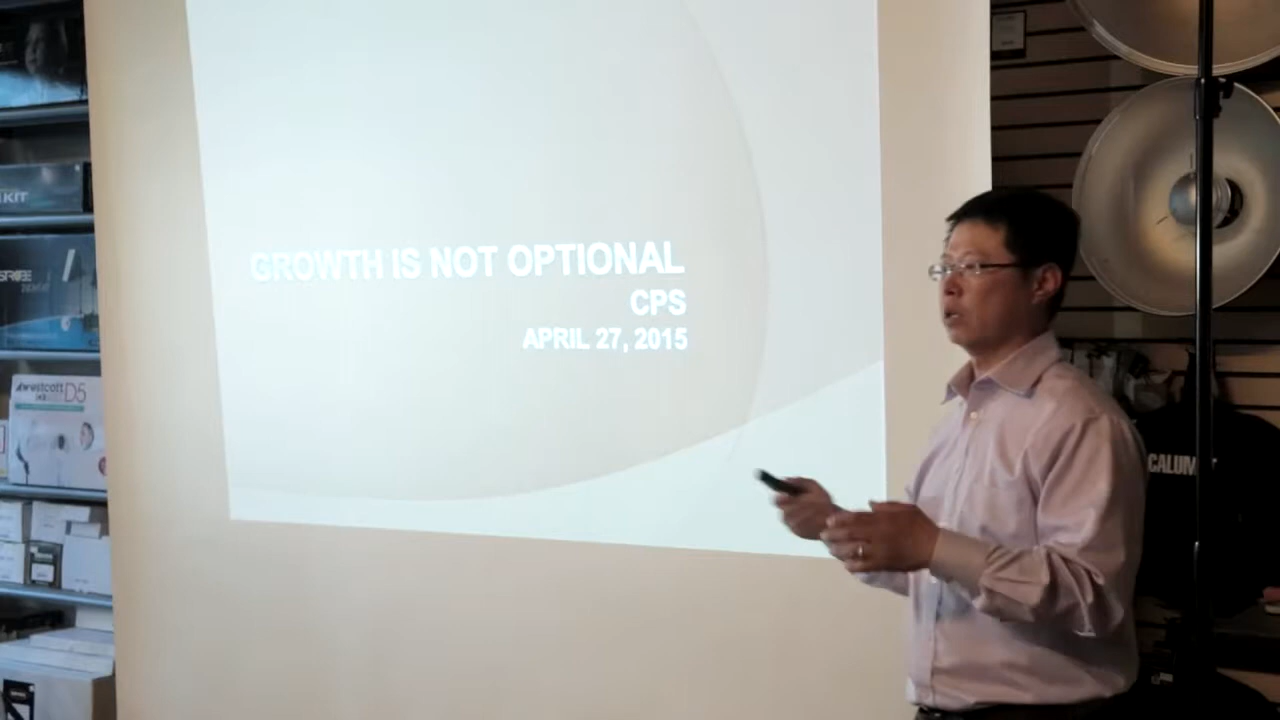 GROWTH IS NOT OPTIONAL
CPS
APRIL 27, 2015
KIT
westcott
D5
CALUM